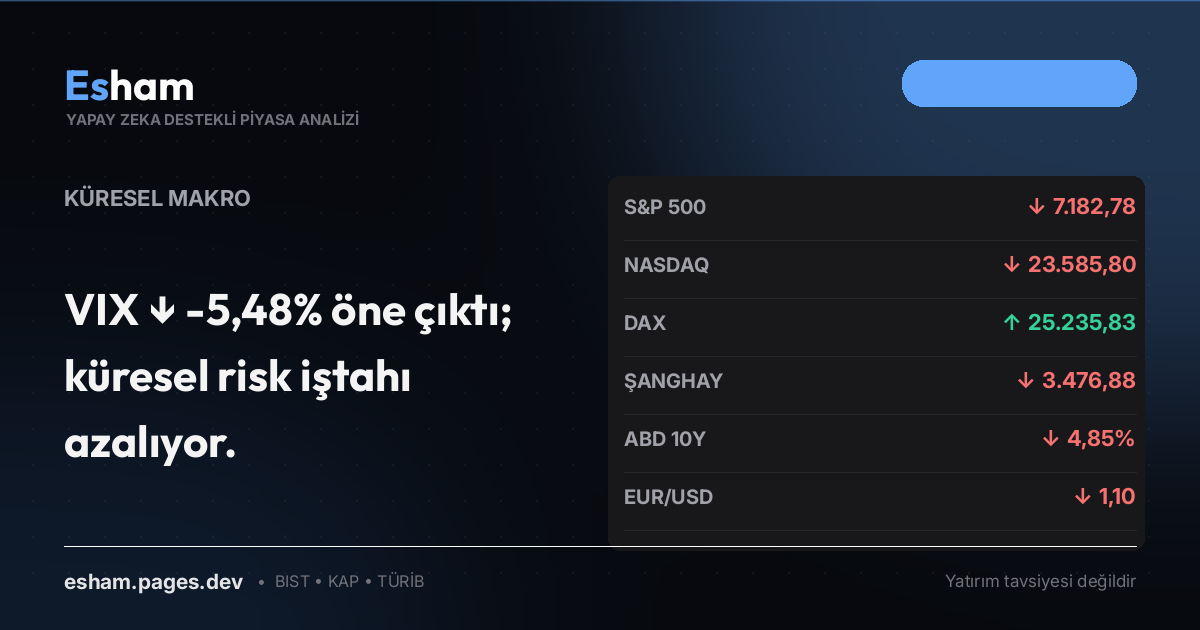 Esham
YAPAY ZEKA DESTEKLİ PİYASA ANALİZİ
KÜRESEL MAKRO
VIX ↓ -5,48% öne çıktı;
küresel risk iştahı
azalıyor.
S&P 500 ↓ 7.182,78
NASDAQ ↓ 23.585,80
DAX ↑ 25.235,83
ŞANGHAY ↓ 3.476,88
ABD 10Y ↓ 4,85%
EUR/USD ↓ 1,10
esham.pages.dev • BIST • KAP • TÜRİB
Yatırım tavsiyesi değildir